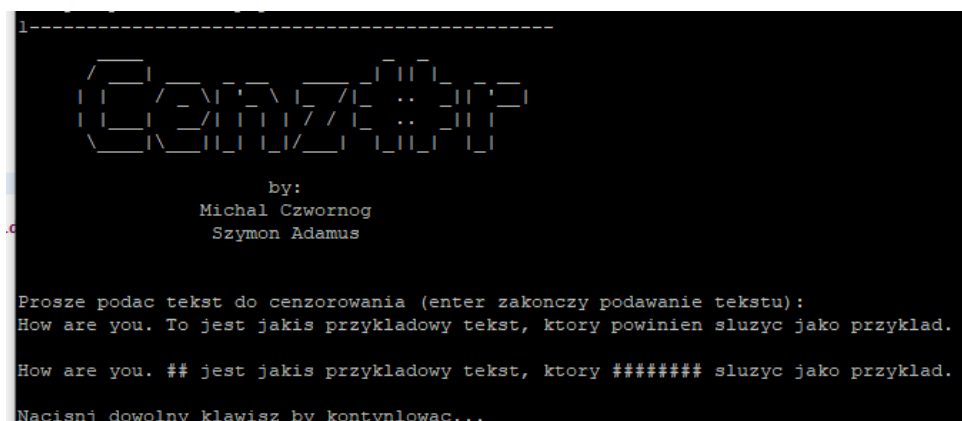 1-------------------------------------------
Cenz#r
by:
Michal Czwornog
Szymon Adamus
Prosze podac tekst do cenzorowania (enter zakonczy podawanie tekstu):
How are you. To jest jakis przykladowy tekst, ktory powinien sluzyc jako przyklad.
How are you. ## jest jakis przykladowy tekst, ktory ######## sluzyc jako przyklad.
Nacisnj dowolny klawisz by kontynlowac...